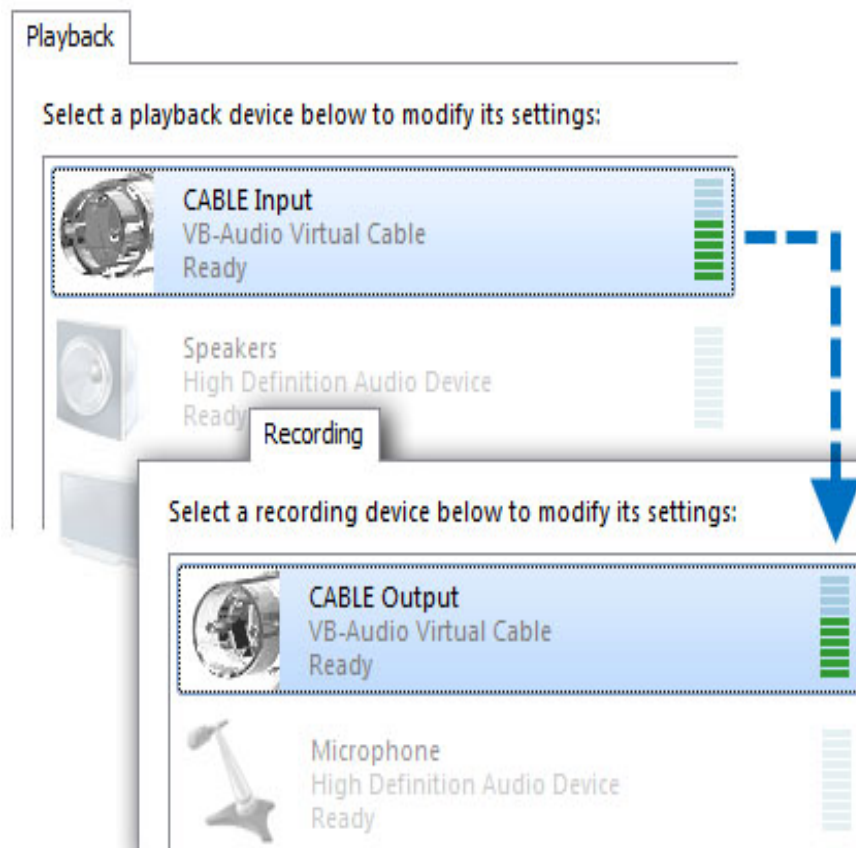 Playback
Select a playback device below to modify its settings:
CABLE Input
VB-Audio Virtual Cable
Ready
Speakers
High Definition Audio Device
Ready
Recording
Select a recording device below to modify its settings:
CABLE Output
VB-Audio Virtual Cable
Ready
Microphone
High Definition Audio Device
Ready